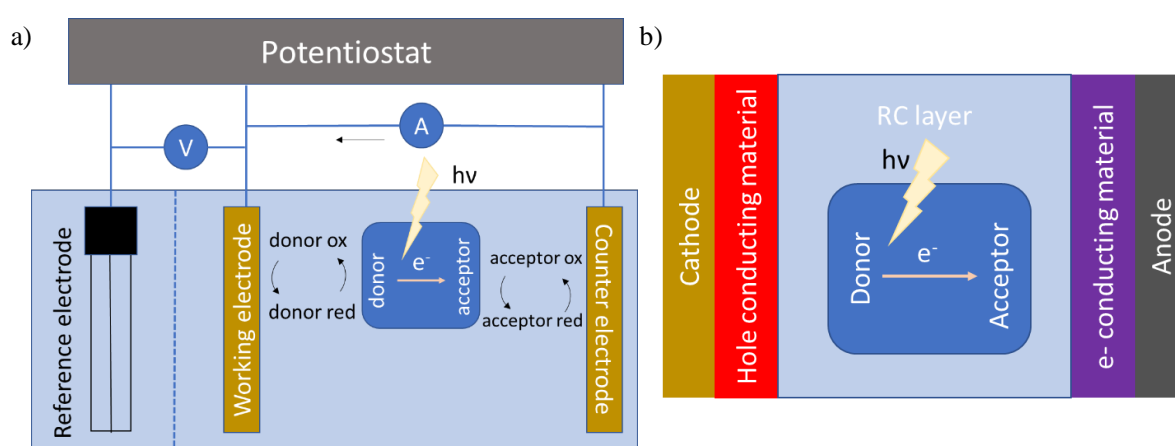 a)
Potentiostat
V
A
hν
Reference electrode
Working electrode
donor ox
donor red
donor
e-
acceptor
acceptor ox
acceptor red
Counter electrode
b)
Cathode
Hole conducting material
RC layer
hν
Donor
e-
Acceptor
e- conducting material
Anode